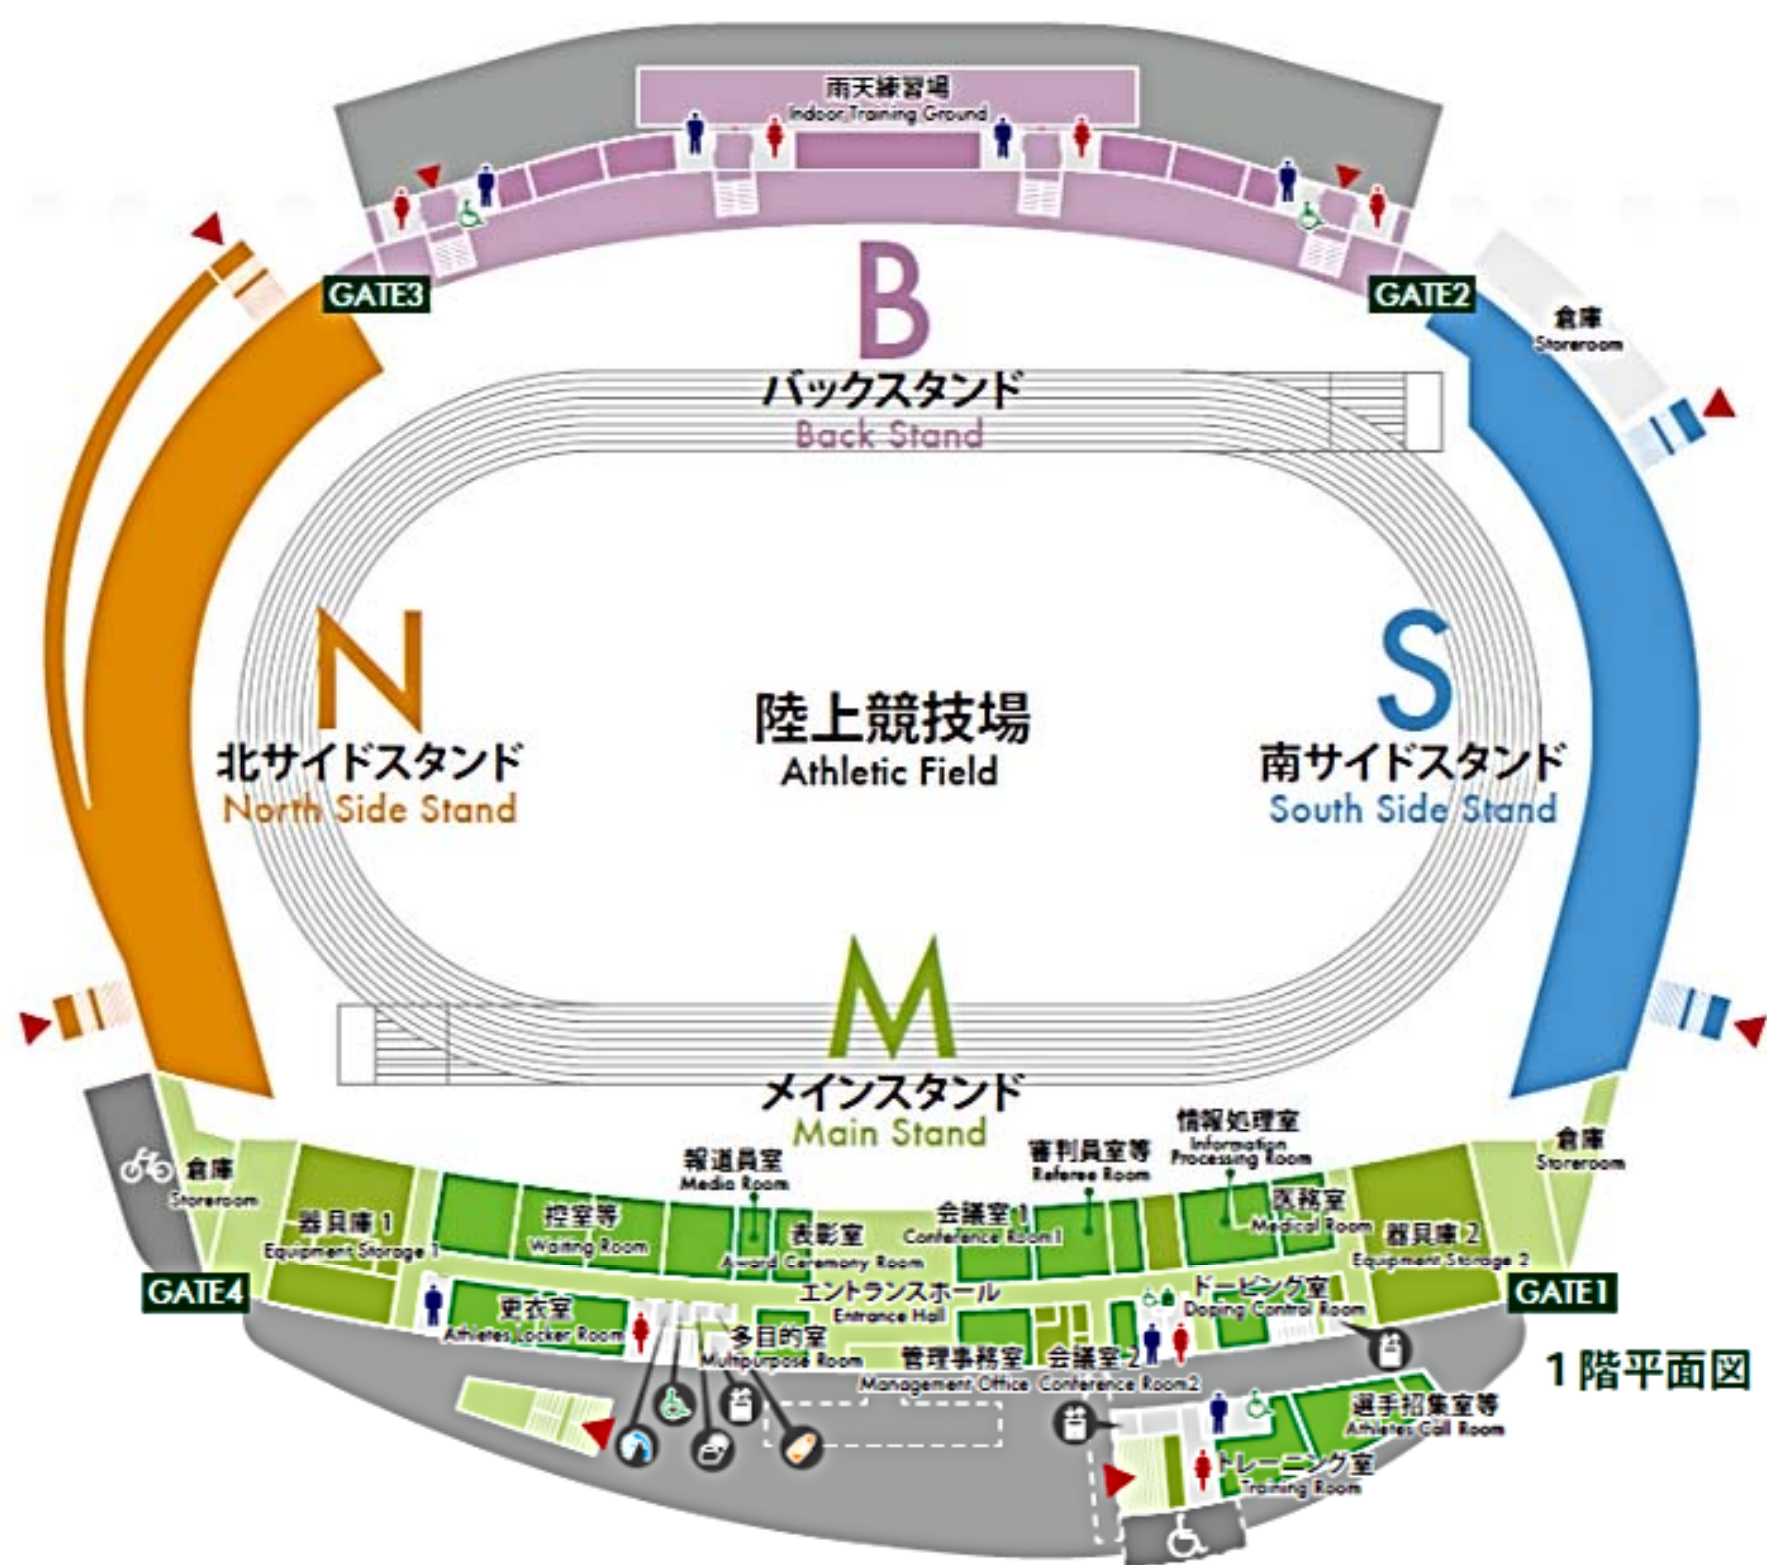 雨天練習場
Indoor Training Ground
GATE3
GATE2
倉庫
Storeroom
B
バックスタンド
Back Stand
N
北サイドスタンド
North Side Stand
陸上競技場
Athletic Field
S
南サイドスタンド
South Side Stand
M
メインスタンド
Main Stand
倉庫
Storeroom
器具庫1
Equipment Storage 1
控室等
Waiting Room
報道員室
Media Room
表彰室
Award Ceremony Room
会議室1
Conference Room1
審判員室等
Referee Room
情報処理室
Information
Processing Room
医務室
Medical Room
器具庫2
Equipment Storage 2
倉庫
Storeroom
GATE4
更衣室
Athletes Locker Room
多目的室
Multipurpose Room
エントランスホール
Entrance Hall
管理事務室
Management Office
会議室2
Conference Room2
ドーピング室
Doping Control Room
GATE1
1階平面図
選手招集室等
Athletes Call Room
トレーニング室
Training Room